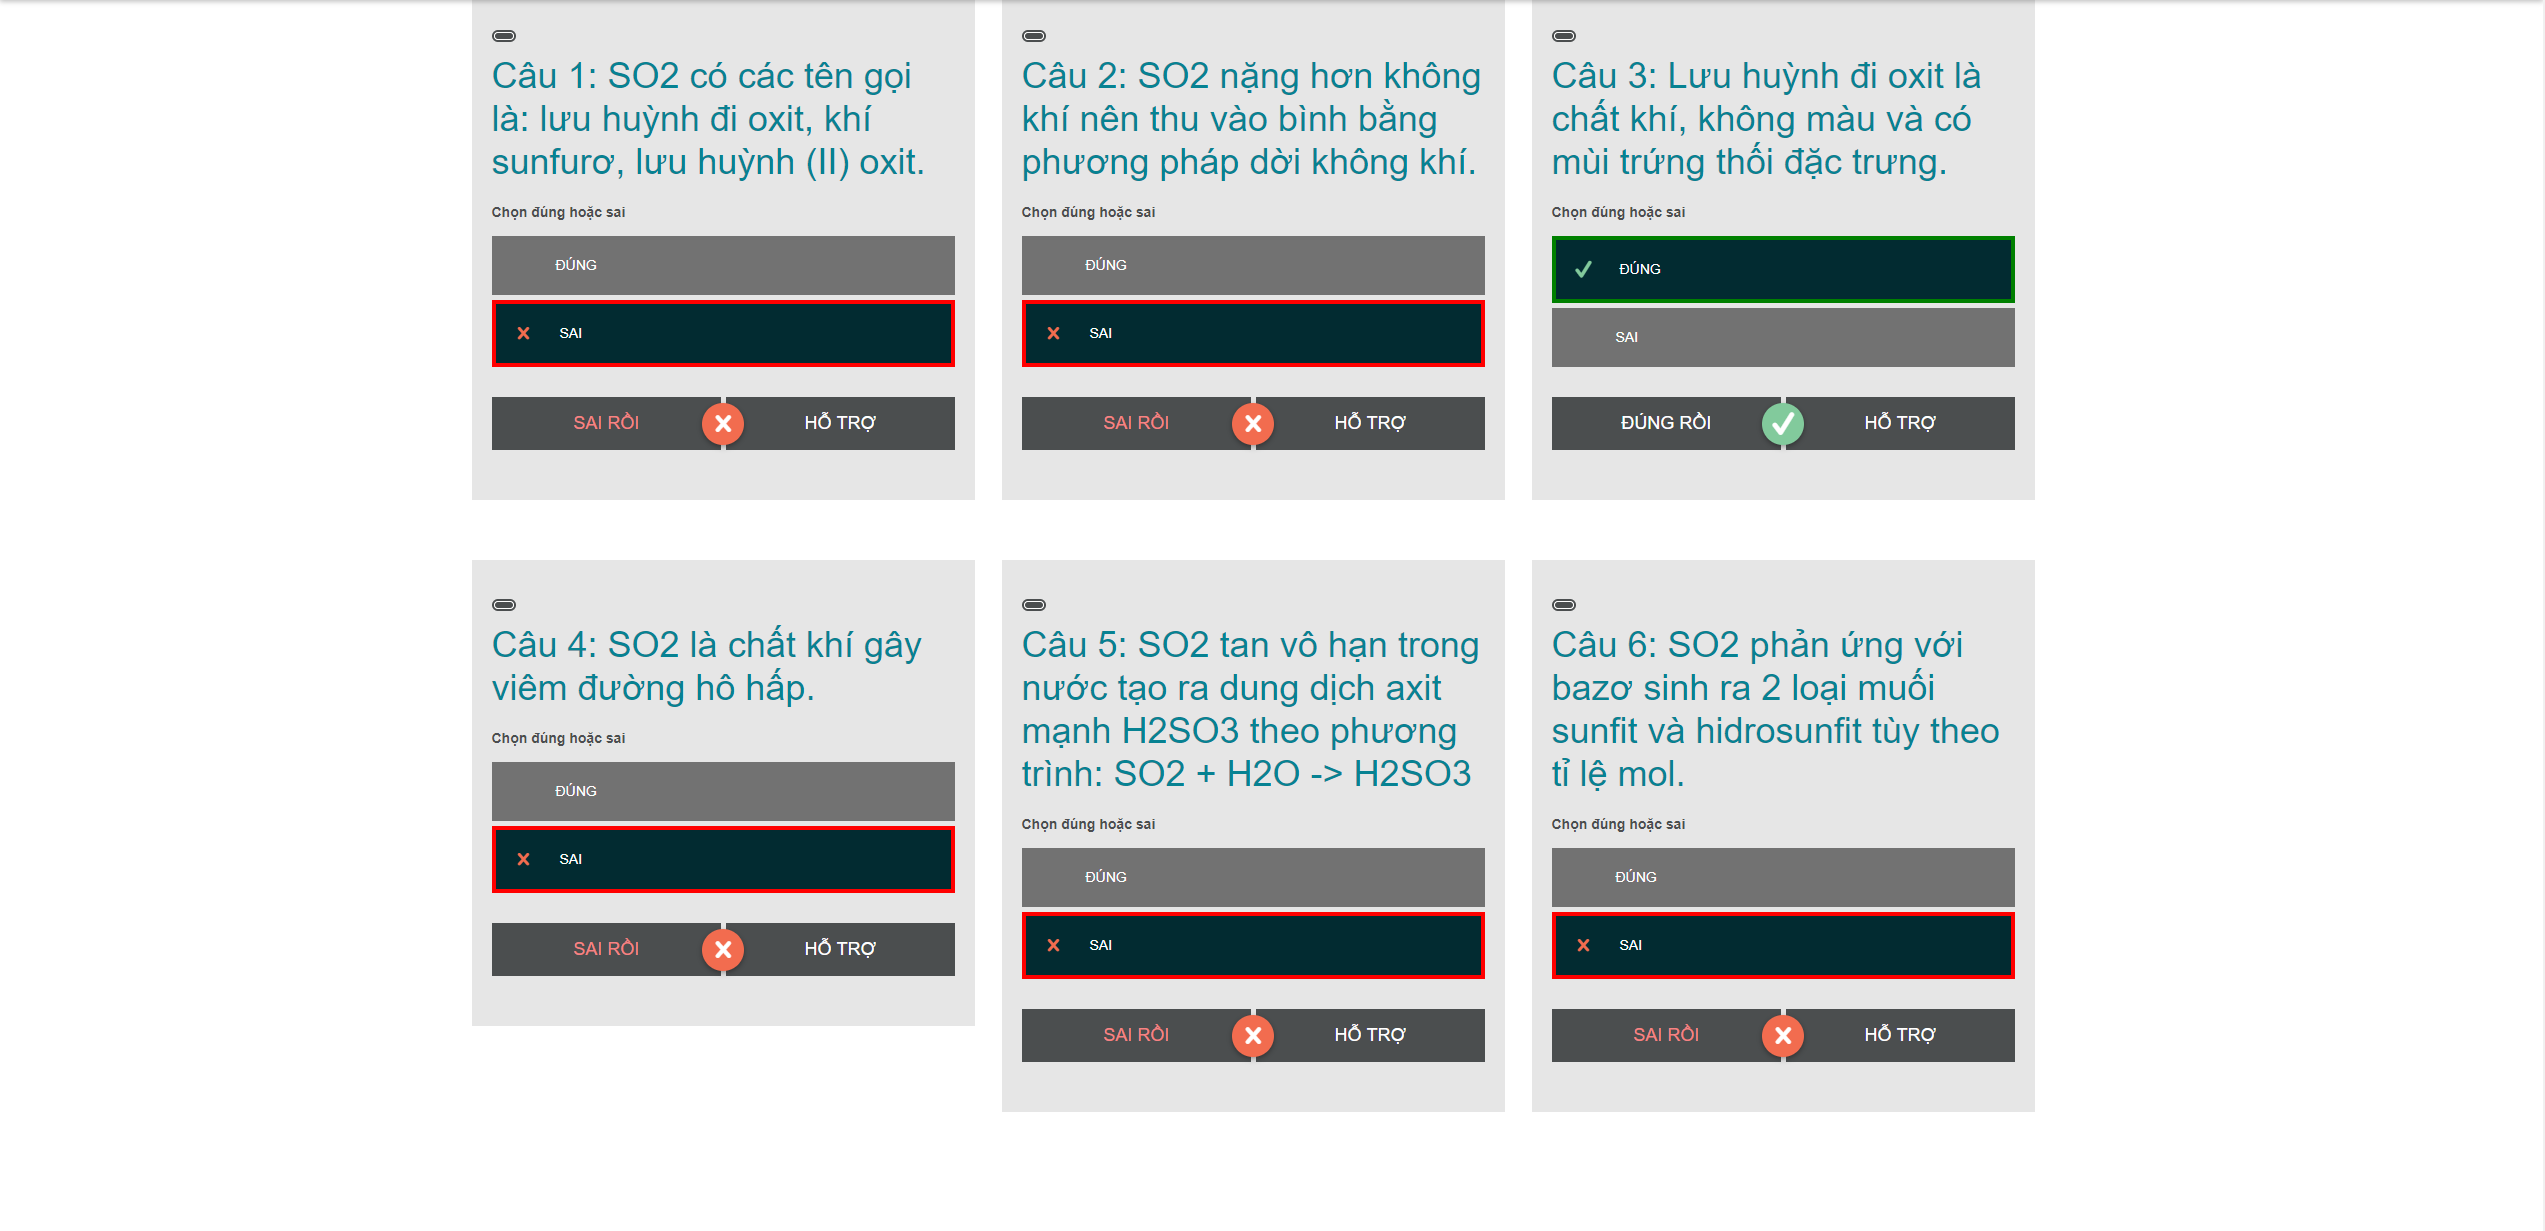 Câu 1: SO2 có các tên gọi
là: lưu huỳnh đi oxit, khí
sunfurơ, lưu huỳnh (II) oxit.
Chọn đúng hoặc sai
ĐÚNG
SAI
SAI RỒI
HỖ TRỢ
Câu 2: SO2 nặng hơn không
khí nên thu vào bình bằng
phương pháp dời không khí.
Chọn đúng hoặc sai
ĐÚNG
SAI
SAI RỒI
HỖ TRỢ
Câu 3: Lưu huỳnh đi oxit là
chất khí, không màu và có
mùi trứng thối đặc trưng.
Chọn đúng hoặc sai
ĐÚNG
SAI
ĐÚNG RỒI
HỖ TRỢ
Câu 4: SO2 là chất khí gây
viêm đường hô hấp.
Chọn đúng hoặc sai
ĐÚNG
SAI
SAI RỒI
HỖ TRỢ
Câu 5: SO2 tan vô hạn trong
nước tạo ra dung dịch axit
mạnh H2SO3 theo phương
trình: SO2 + H2O -> H2SO3
Chọn đúng hoặc sai
ĐÚNG
SAI
SAI RỒI
HỖ TRỢ
Câu 6: SO2 phản ứng với
bazơ sinh ra 2 loại muối
sunfit và hidrosunfit tùy theo
tỉ lệ mol.
Chọn đúng hoặc sai
ĐÚNG
SAI
SAI RỒI
HỖ TRỢ